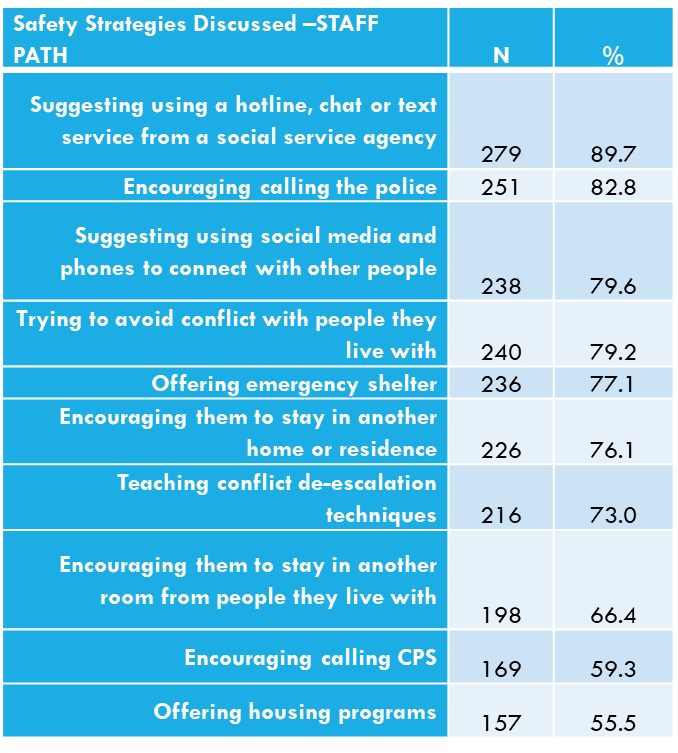 Safety Strategies Discussed –STAFF
PATH N %
Suggesting using a hotline, chat or text
service from a social service agency 279 89.7
Encouraging calling the police 251 82.8
Suggesting using social media and
phones to connect with other people 238 79.6
Trying to avoid conflict with people they
live with 240 79.2
Offering emergency shelter 236 77.1
Encouraging them to stay in another
home or residence 226 76.1
Teaching conflict de-escalation
techniques 216 73.0
Encouraging them to stay in another
room from people they live with 198 66.4
Encouraging calling CPS 169 59.3
Offering housing programs 157 55.5